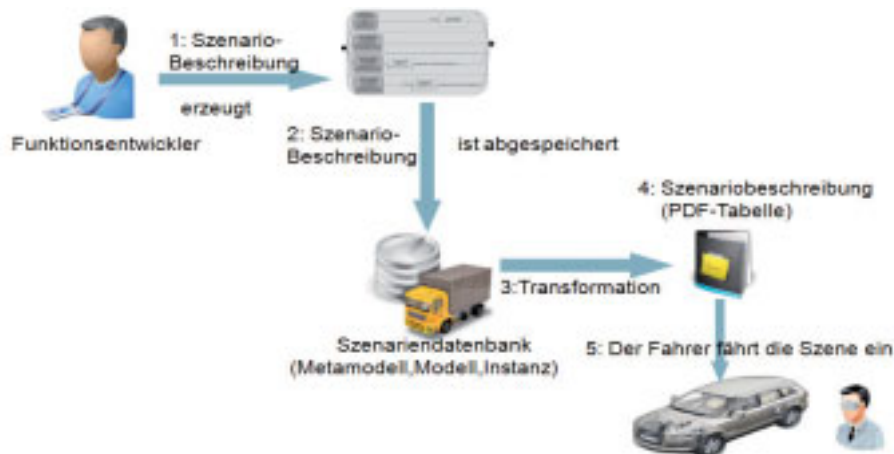 1: Szenario-
Beschreibung
erzeugt
Funktionsentwickler
2: Szenario-
Beschreibung
ist abgespeichert
4: Szenariobeschreibung
(PDF-Tabelle)
3:Transformation
Szenariendatenbank
(Metamodell,Modell,Instanz)
5: Der Fahrer fährt die Szene ein